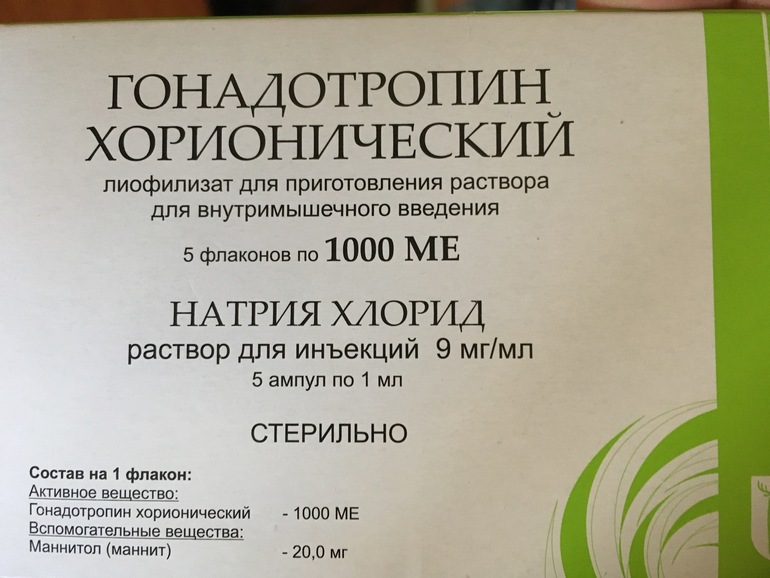 ГОНАДОТРОПИН
ХОРИОНИЧЕСКИЙ
лиофилизат для приготовления раствора
для внутримышечного введения
5 флаконов по 1000 МЕ
НАТРИЯ ХЛОРИД
раствор для инъекций 9 мг/мл
5 ампул по 1 мл
СТЕРИЛЬНО
Состав на 1 флакон:
Активное вещество:
Гонадотропин хорионический - 1000 МЕ
Вспомогательные вещества:
Маннитол (маннит) - 20,0 мг